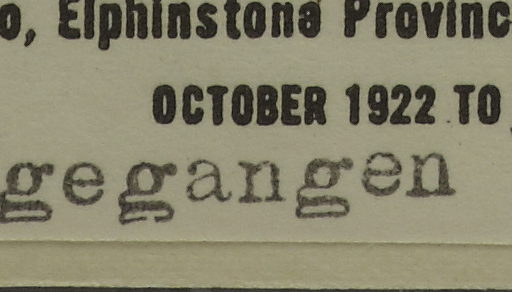 o, Elphinstone Provinc
OCTOBER 1922 TO
gegangen